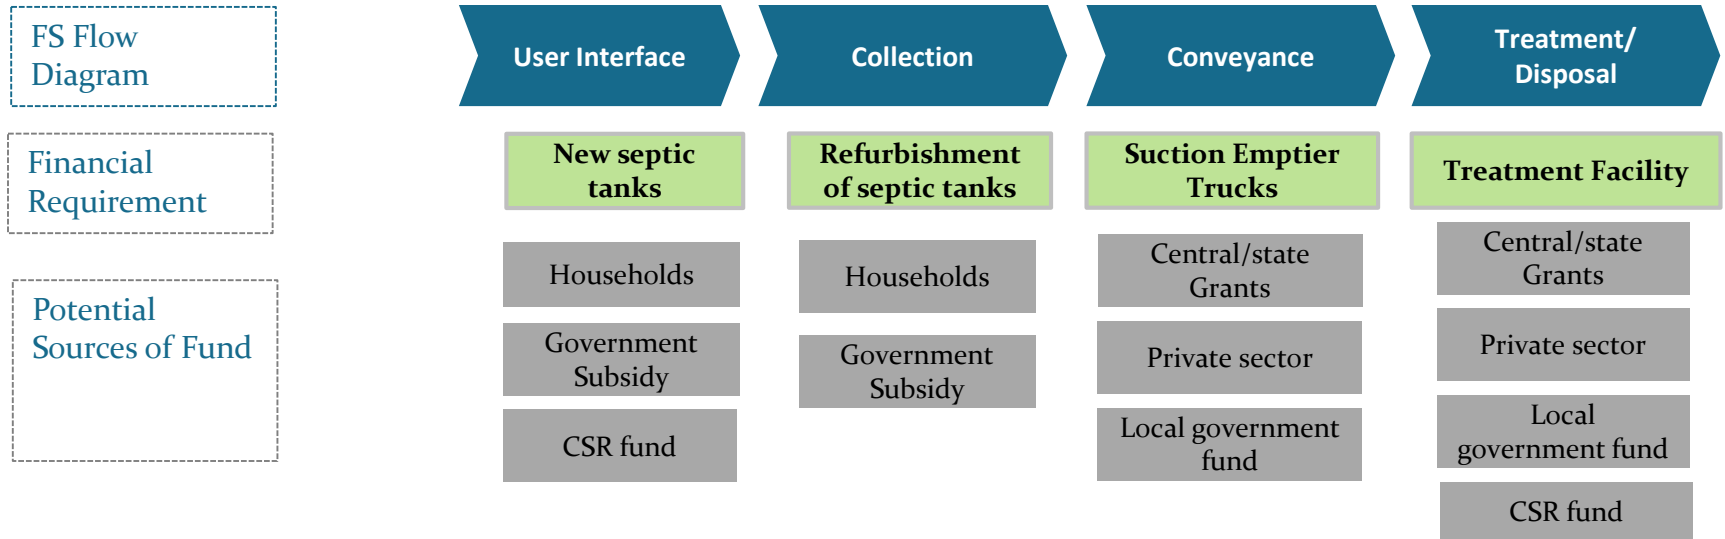 FS Flow
Diagram
User Interface
Collection
Conveyance
Treatment/
Disposal
Financial
Requirement
New septic
tanks
Refurbishment
of septic tanks
Suction Emptier
Trucks
Treatment Facility
Potential
Sources of Fund
Households
Government
Subsidy
CSR fund
Households
Government
Subsidy
Central/state
Grants
Private sector
Local government
fund
Central/state
Grants
Private sector
Local
government fund
CSR fund